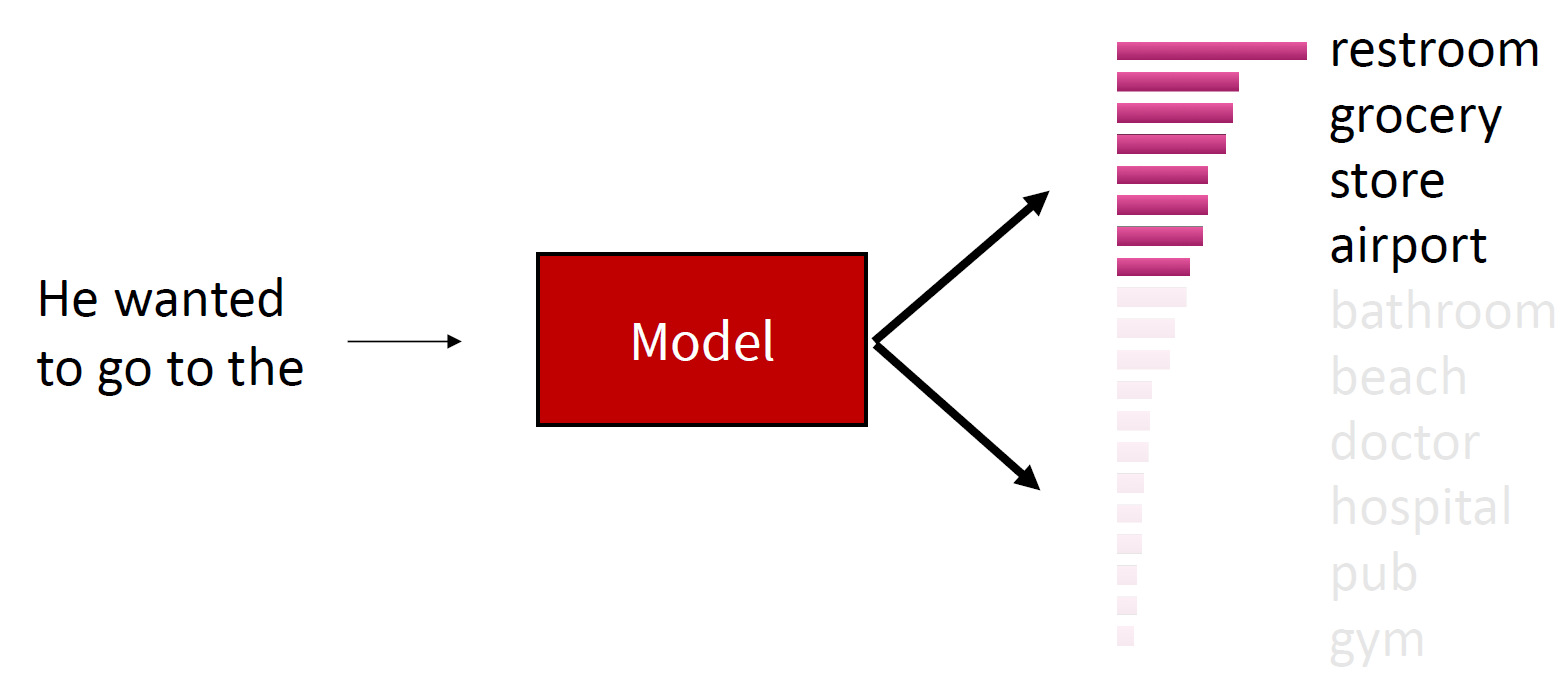 He wanted
to go to the
Model
restroom
grocery
store
airport
bathroom
beach
doctor
hospital
pub
gym